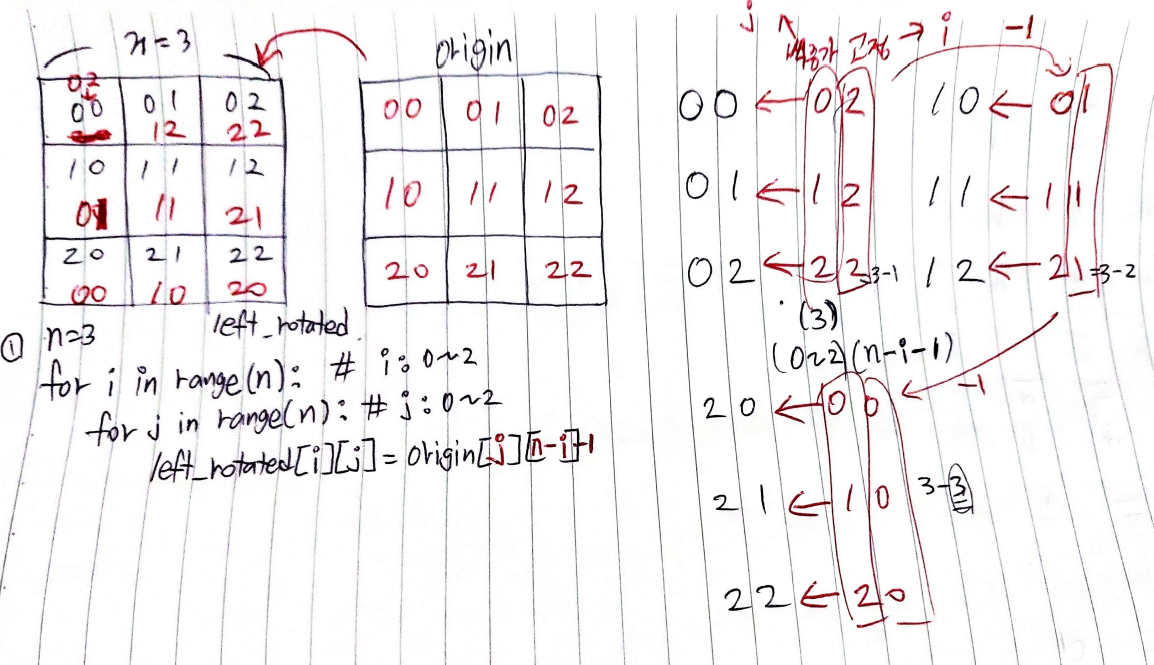 n=3
origin
02
00 01 02
12 22
10 11 12
01 11 21
20 21 22
00 10 20
left_rotated
00 01 02
10 11 12
20 21 22
① n=3
for i in range(n): # i: 0~2
for j in range(n): # j: 0~2
left_rotated[i][j] = origin[j][n-i]-1
j
고정 → i -1
00 ← 02
01 ← 12
02 ← 22 =3-1
10 ← 01
11 ← 11
12 ← 21 =3-2
(3)
(0~2)(n-i-1)
-1
20 ← 00
21 ← 10 3-3
22 ← 20